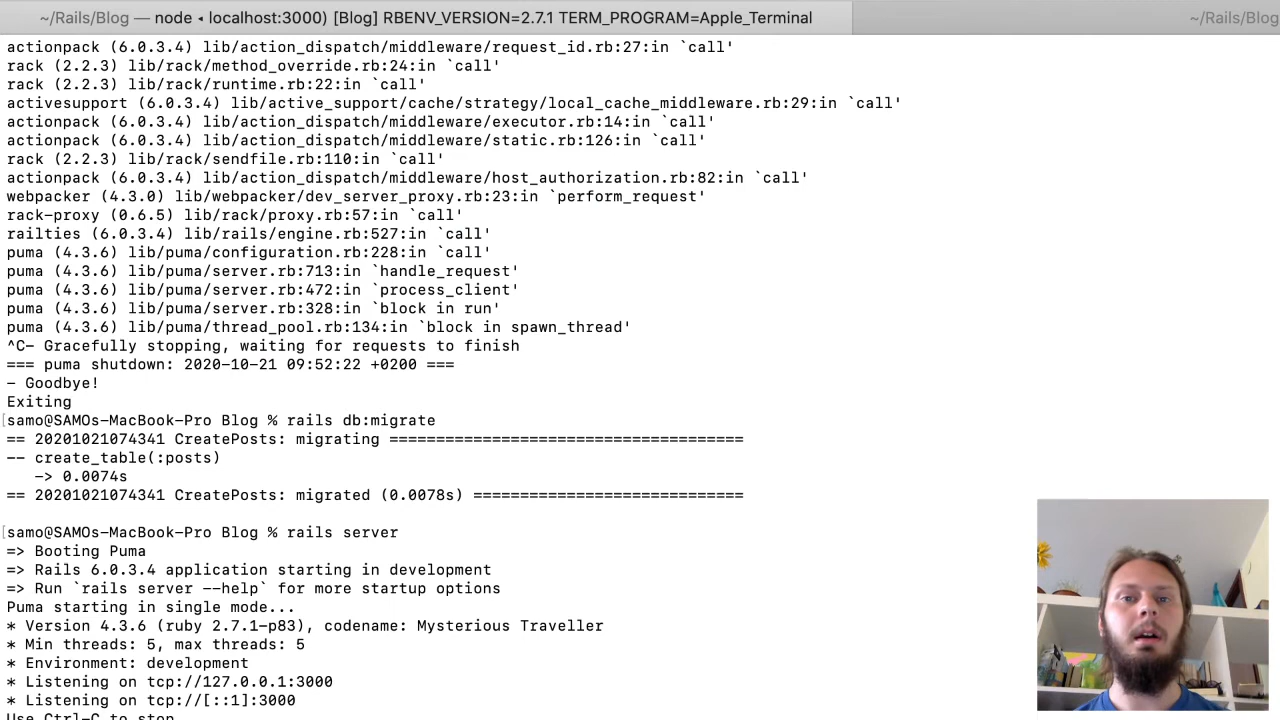 ~/Rails/Blog — node ◂ localhost:3000) [Blog] RBENV_VERSION=2.7.1 TERM_PROGRAM=Apple_Terminal
~/Rails/Blog
actionpack (6.0.3.4) lib/action_dispatch/middleware/request_id.rb:27:in `call'
rack (2.2.3) lib/rack/method_override.rb:24:in `call'
rack (2.2.3) lib/rack/runtime.rb:22:in `call'
activesupport (6.0.3.4) lib/active_support/cache/strategy/local_cache_middleware.rb:29:in `call'
actionpack (6.0.3.4) lib/action_dispatch/middleware/executor.rb:14:in `call'
actionpack (6.0.3.4) lib/action_dispatch/middleware/static.rb:126:in `call'
rack (2.2.3) lib/rack/sendfile.rb:110:in `call'
actionpack (6.0.3.4) lib/action_dispatch/middleware/host_authorization.rb:82:in `call'
webpacker (4.3.0) lib/webpacker/dev_server_proxy.rb:23:in `perform_request'
rack-proxy (0.6.5) lib/rack/proxy.rb:57:in `call'
railties (6.0.3.4) lib/rails/engine.rb:527:in `call'
puma (4.3.6) lib/puma/configuration.rb:228:in `call'
puma (4.3.6) lib/puma/server.rb:713:in `handle_request'
puma (4.3.6) lib/puma/server.rb:472:in `process_client'
puma (4.3.6) lib/puma/server.rb:328:in `block in run'
puma (4.3.6) lib/puma/thread_pool.rb:134:in `block in spawn_thread'
^C- Gracefully stopping, waiting for requests to finish
=== puma shutdown: 2020-10-21 09:52:22 +0200 ===
- Goodbye!
Exiting
[samo@SAMOs-MacBook-Pro Blog % rails db:migrate
== 20201021074341 CreatePosts: migrating ======================================
-- create_table(:posts)
   -> 0.0074s
== 20201021074341 CreatePosts: migrated (0.0078s) =============================
[samo@SAMOs-MacBook-Pro Blog % rails server
=> Booting Puma
=> Rails 6.0.3.4 application starting in development
=> Run `rails server --help` for more startup options
Puma starting in single mode...
* Version 4.3.6 (ruby 2.7.1-p83), codename: Mysterious Traveller
* Min threads: 5, max threads: 5
* Environment: development
* Listening on tcp://127.0.0.1:3000
* Listening on tcp://[::1]:3000
Use Ctrl-C to stop